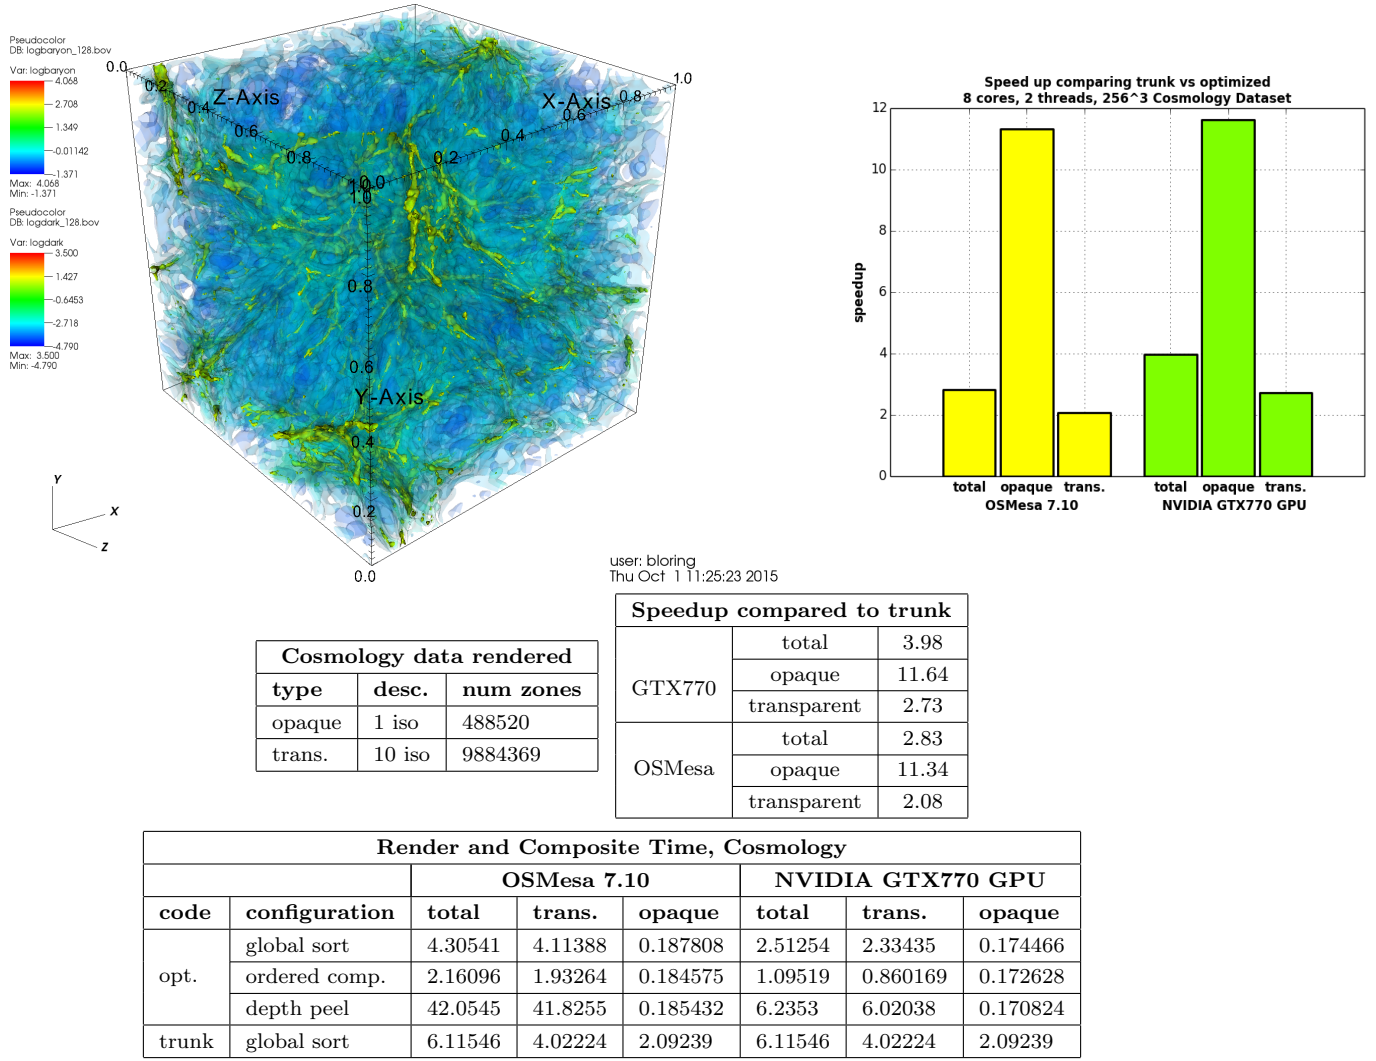 Pseudocolor
DB: logbaryon_128.bov
Var: logbaryon
4.068
2.708
1.349
-0.01142
-1.371
Max: 4.068
Min: -1.371
Pseudocolor
DB: logdark_128.bov
Var: logdark
3.500
1.427
-0.6453
-2.718
-4.790
Max: 3.500
Min: -4.790
0.0
0.2
0.4
0.6
0.8
1.0
Z-Axis
X-Axis
0.0
0.2
0.4
0.6
0.8
1.0
1.0
0.8
0.6
Y-Axis
0.4
0.2
0.0
Y
X
Z
user: bloring
Thu Oct 1 11:25:23 2015
Speed up comparing trunk vs optimized
8 cores, 2 threads, 256^3 Cosmology Dataset
speedup
12
10
8
6
4
2
0
total opaque trans. total opaque trans.
OSMesa 7.10 NVIDIA GTX770 GPU
Cosmology data rendered
type desc. num zones
opaque 1 iso 488520
trans. 10 iso 9884369
Speedup compared to trunk
GTX770
total 3.98
opaque 11.64
transparent 2.73
OSMesa
total 2.83
opaque 11.34
transparent 2.08
Render and Composite Time, Cosmology
OSMesa 7.10 NVIDIA GTX770 GPU
code configuration total trans. opaque total trans. opaque
opt.
global sort 4.30541 4.11388 0.187808 2.51254 2.33435 0.174466
ordered comp. 2.16096 1.93264 0.184575 1.09519 0.860169 0.172628
depth peel 42.0545 41.8255 0.185432 6.2353 6.02038 0.170824
trunk global sort 6.11546 4.02224 2.09239 6.11546 4.02224 2.09239